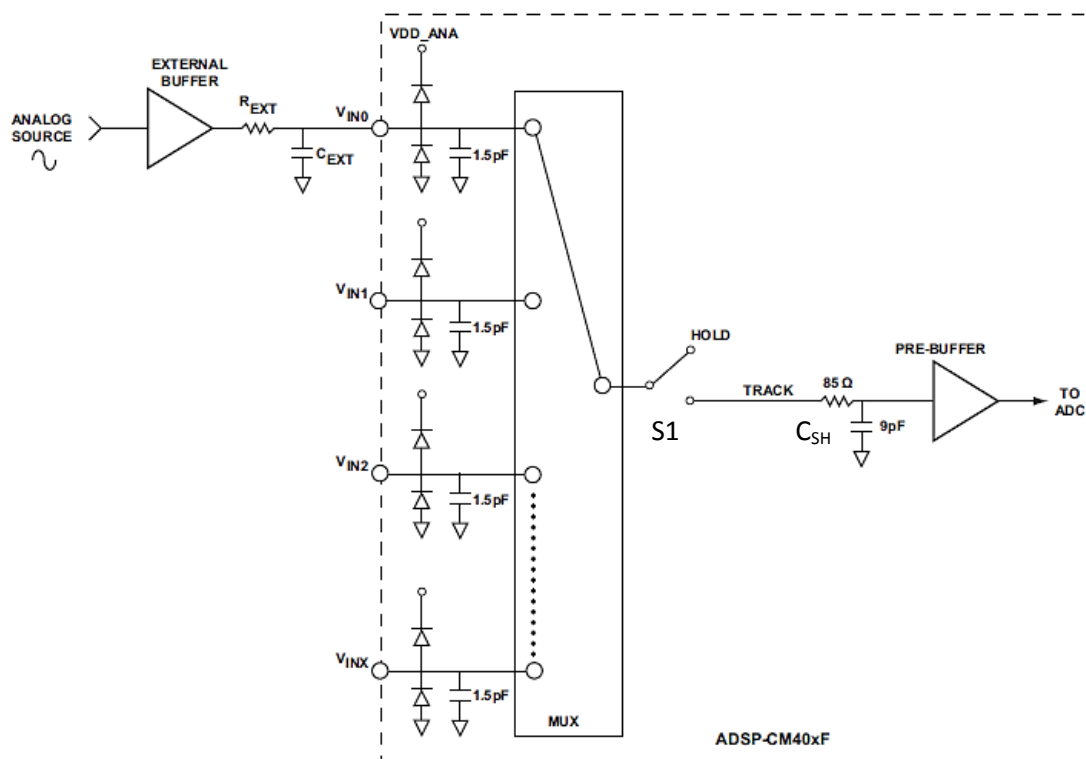 VDD_ANA
EXTERNAL
BUFFER
ANALOG
SOURCE
REXT
CEXT
VIN0
1.5pF
VIN1
1.5pF
HOLD
PRE-BUFFER
TRACK
85Ω
TO
ADC
S1
CSH
9pF
VIN2
1.5pF
VINX
1.5pF
MUX
ADSP-CM40xF